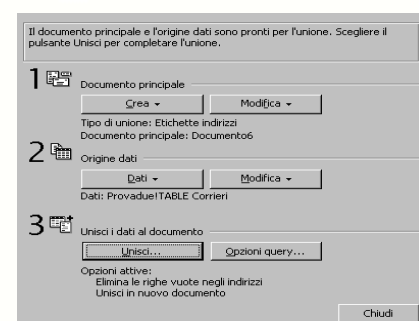 Il documento principale e l'origine dati sono pronti per l'unione. Scegliere il
pulsante Unisci per completare l'unione.
1 Documento principale
Crea Modifica
Tipo di unione: Etichette indirizzi
Documento principale: Documento6
2 Origine dati
Dati Modifica
Dati: Provadue!TABLE Corrieri
3 Unisci i dati al documento
Unisci... Opzioni query...
Opzioni attive:
Elimina le righe vuote negli indirizzi
Unisci in nuovo documento
Chiudi